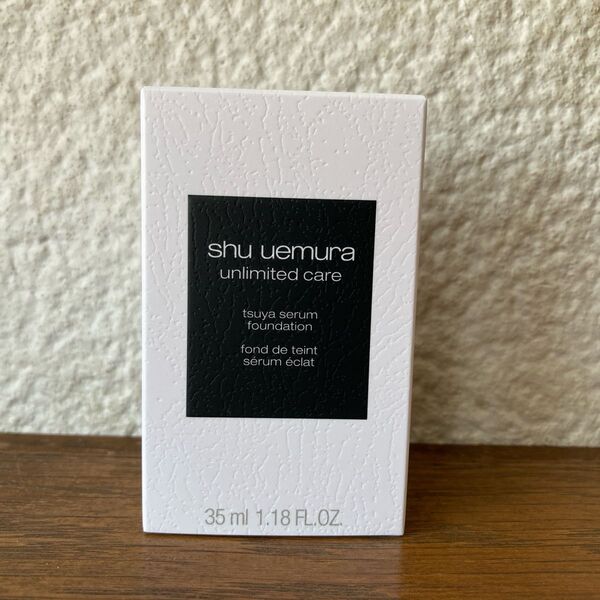 shu uemura
unlimited care
tsuya serum
foundation
fond de teint
sérum éclat
35 ml 1.18 FL.OZ.